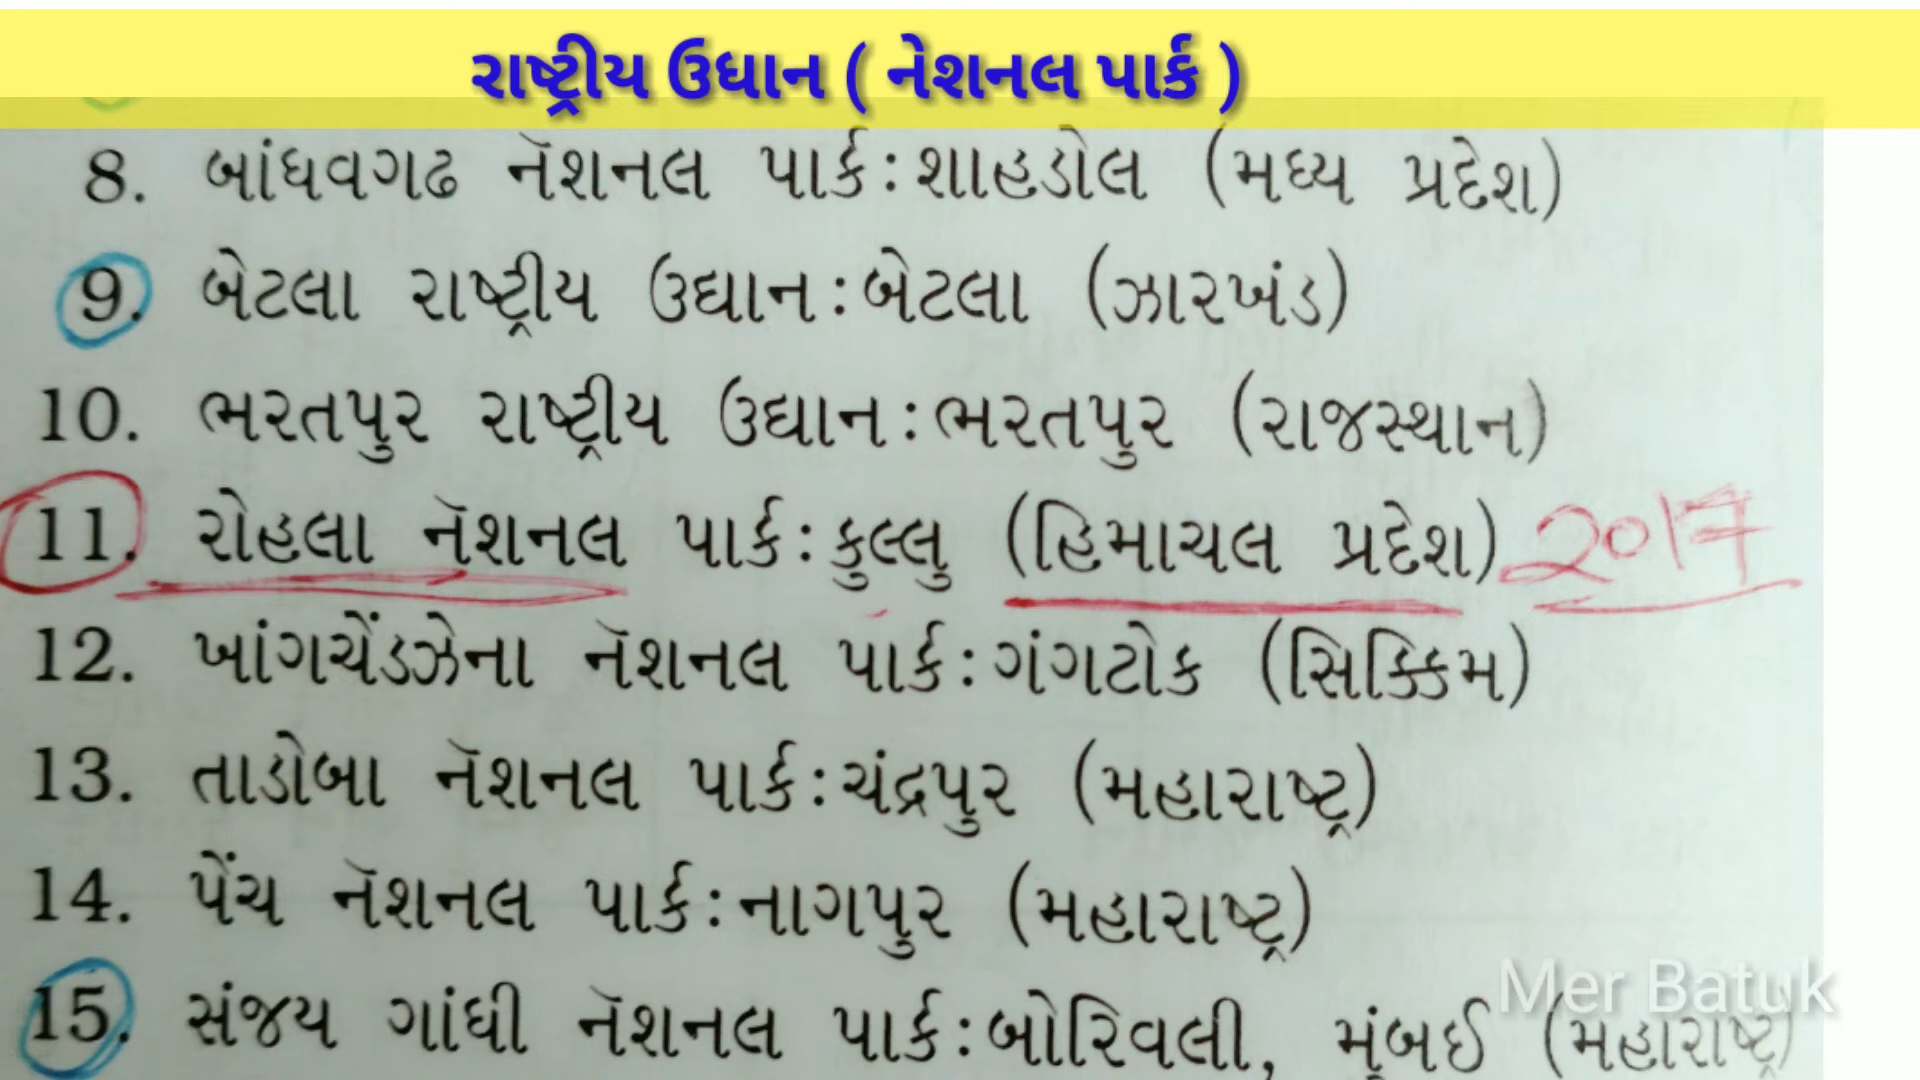 રાષ્ટ્રીય ઉધાન ( નેશનલ પાર્ક )
8. બાંધવગઢ નૅશનલ પાર્ક : શાહડોલ (મધ્ય પ્રદેશ)
9. બેટલા રાષ્ટ્રીય ઉદ્યાન : બેટલા (ઝારખંડ)
10. ભરતપુર રાષ્ટ્રીય ઉદ્યાન : ભરતપુર (રાજસ્થાન)
11. રોહલા નૅશનલ પાર્ક : કુલ્લુ (હિમાચલ પ્રદેશ) 2017
12. ખાંગચેંડઝેના નૅશનલ પાર્ક : ગંગટોક (સિક્કિમ)
13. તાડોબા નૅશનલ પાર્ક : ચંદ્રપુર (મહારાષ્ટ્ર)
14. પેંચ નૅશનલ પાર્ક : નાગપુર (મહારાષ્ટ્ર)
15. સંજય ગાંધી નૅશનલ પાર્ક : બોરિવલી, મુંબઈ (મહારાષ્ટ્ર)
Mer Batuk